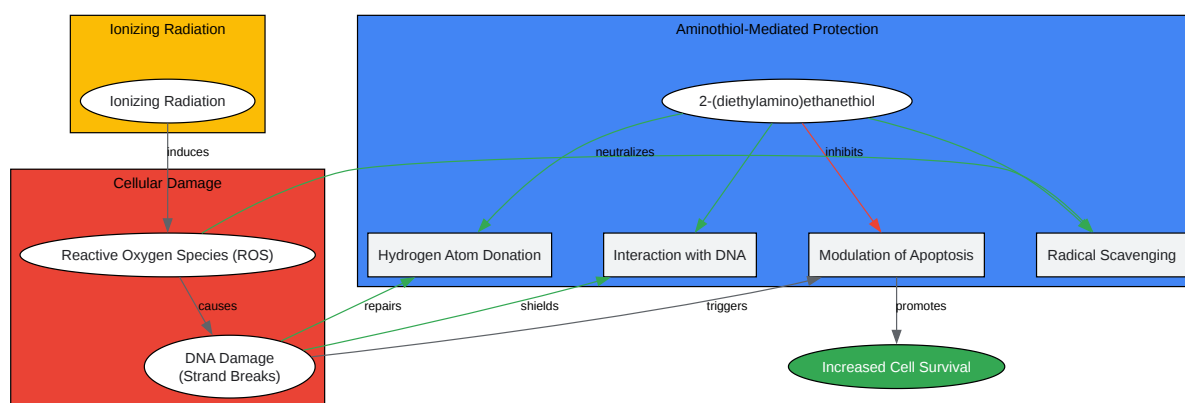 Ionizing Radiation
Aminothiol-Mediated Protection
Ionizing Radiation
2-(diethylamino)ethanethiol
induces
neutralizes
inhibits
Cellular Damage
Reactive Oxygen Species (ROS)
Hydrogen Atom Donation
Interaction with DNA
Modulation of Apoptosis
Radical Scavenging
causes
repairs
shields
triggers
promotes
DNA Damage
(Strand Breaks)
Increased Cell Survival